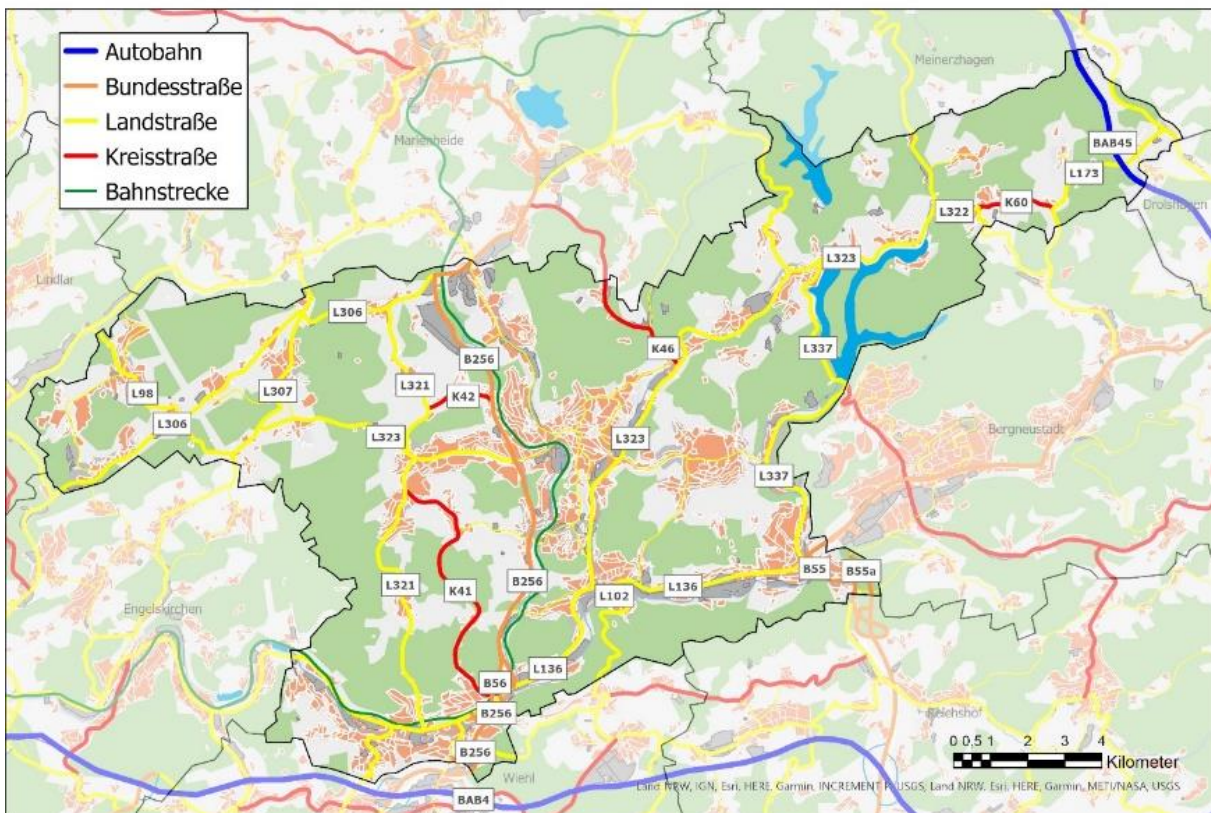 Autobahn
Bundesstraße
Landstraße
Kreisstraße
Bahnstrecke
Meinerzhagen
Marienheide
BAB45
L173
Drolshagen
K60
L322
L323
Lindlar
L306
K46
L337
B256
L307
L321
K42
L98
L306
L323
L323
Bergneustadt
L337
B55
B55a
B256
L321
K41
L136
L102
Engelskirchen
L136
B56
B256
Reichshof
B256
Wiehl
BAB4
0 0,5 1 2 3 4
Kilometer
Land NRW, IGN, Esri, HERE, Garmin, INCREMENT P, USGS, Land NRW, Esri, HERE, Garmin, METI/NASA, USGS